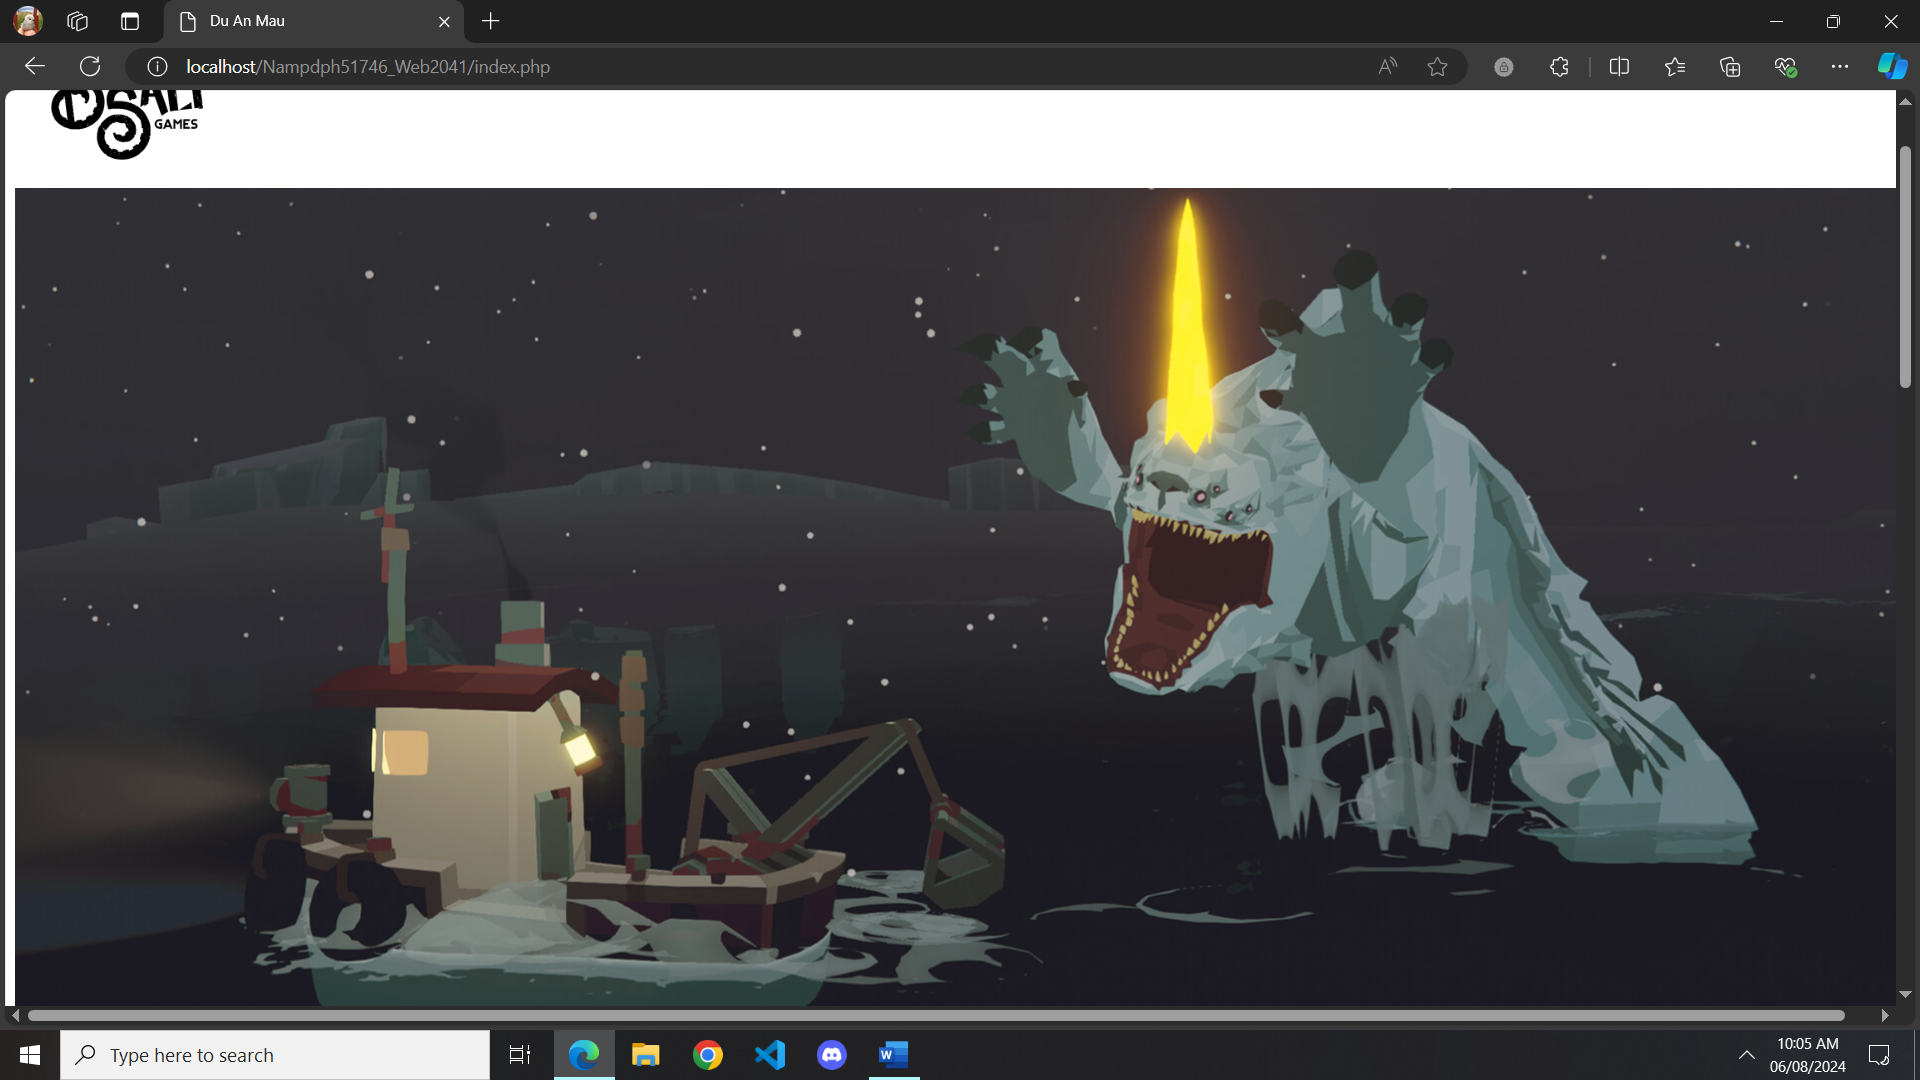 Du An Mau
localhost/Nampdph51746_Web2041/index.php
GAMES
Type here to search
10:05 AM
06/08/2024